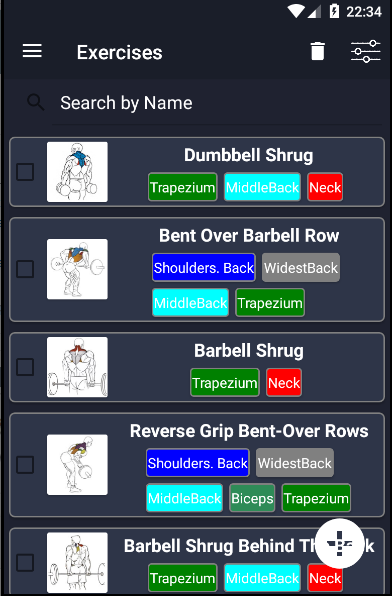 22:34
Exercises
Search by Name
Dumbbell Shrug
Trapezium MiddleBack Neck
Bent Over Barbell Row
Shoulders. Back WidestBack
MiddleBack Trapezium
Barbell Shrug
Trapezium Neck
Reverse Grip Bent-Over Rows
Shoulders. Back WidestBack
MiddleBack Biceps Trapezium
Barbell Shrug Behind
Trapezium MiddleBack Neck